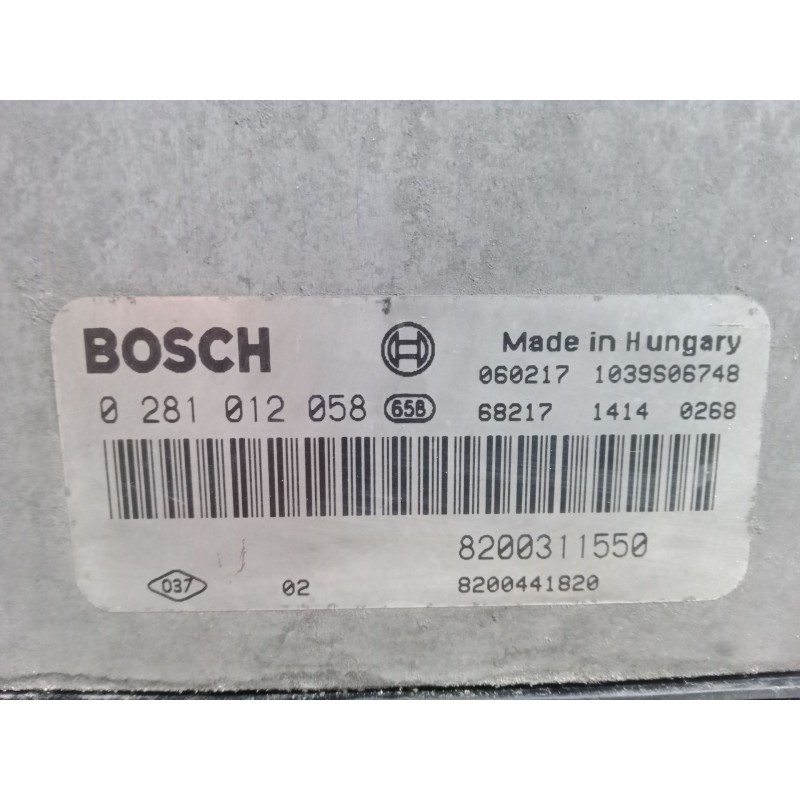 BOSCH
Made in Hungary
060217 1039S06748
0 281 012 058 658
68217 1414 0268
8200311550
037 02 8200441820